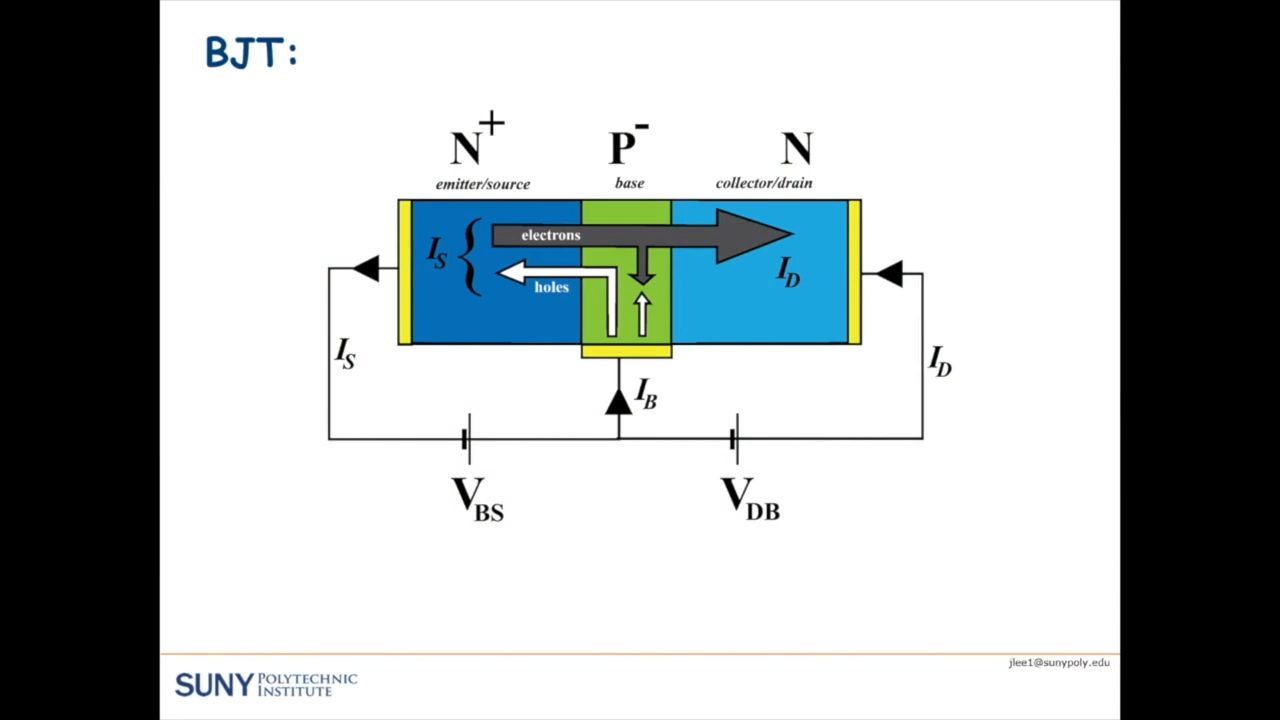 BJT:
N+ P- N
emitter/source base collector/drain
IS electrons
ID
holes
IS ID
IB
VBS VDB
jlee1@sunypoly.edu
SUNY POLYTECHNIC
INSTITUTE